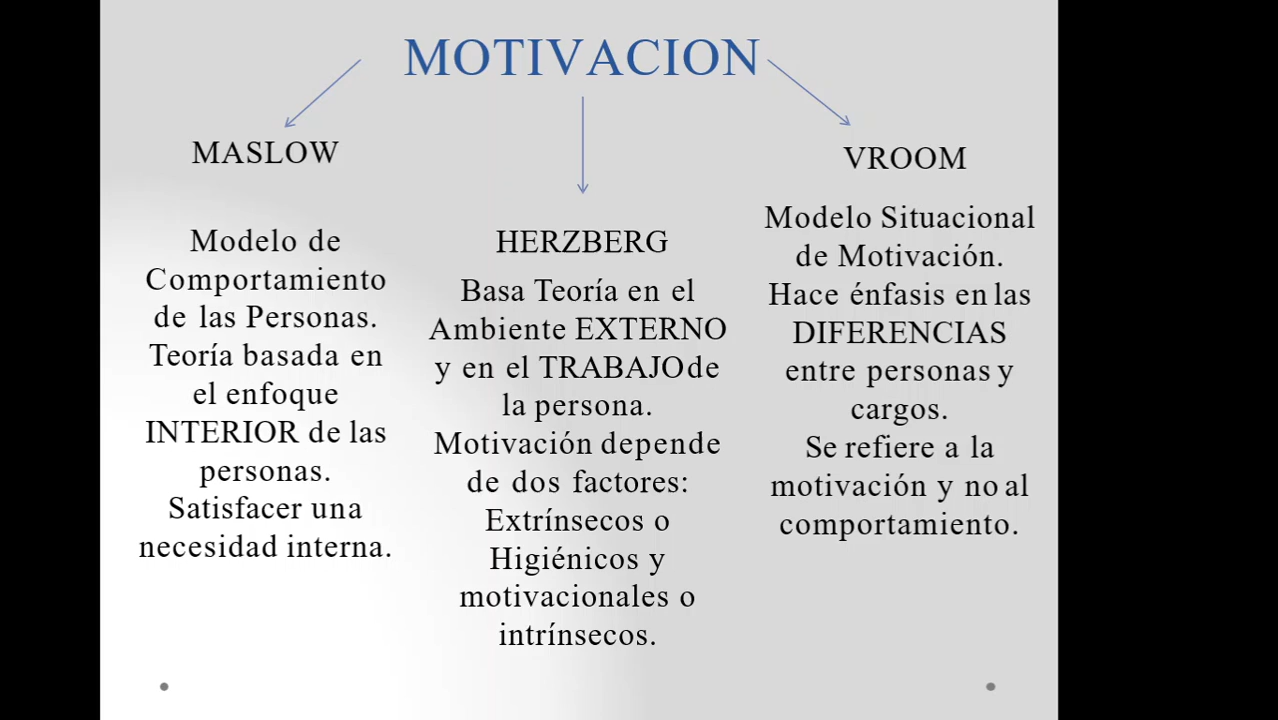 MOTIVACION
MASLOW
Modelo de
Comportamiento
de las Personas.
Teoría basada en
el enfoque
INTERIOR de las
personas.
Satisfacer una
necesidad interna.
HERZBERG
Basa Teoría en el
Ambiente EXTERNO
y en el TRABAJO de
la persona.
Motivación depende
de dos factores:
Extrínsecos o
Higiénicos y
motivacionales o
intrínsecos.
VROOM
Modelo Situacional
de Motivación.
Hace énfasis en las
DIFERENCIAS
entre personas y
cargos.
Se refiere a la
motivación y no al
comportamiento.